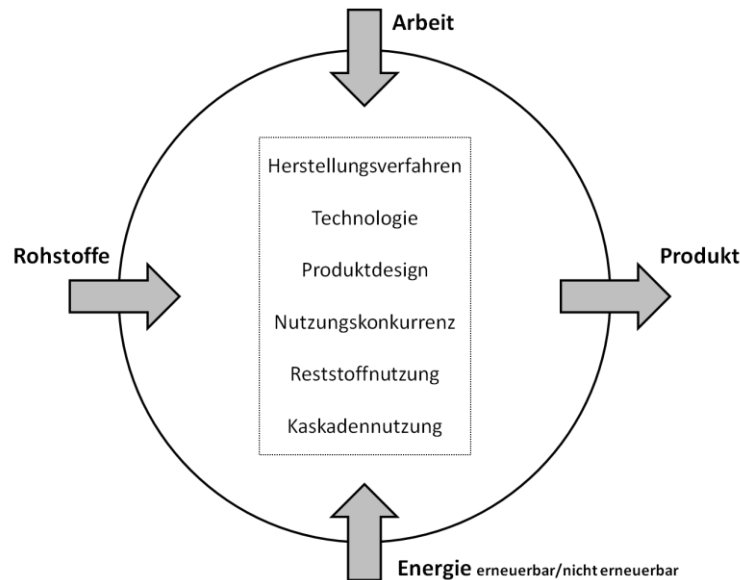 Arbeit
Herstellungsverfahren
Technologie
Rohstoffe
Produkt
Produktdesign
Nutzungskonkurrenz
Reststoffnutzung
Kaskadennutzung
Energie erneuerbar/nicht erneuerbar